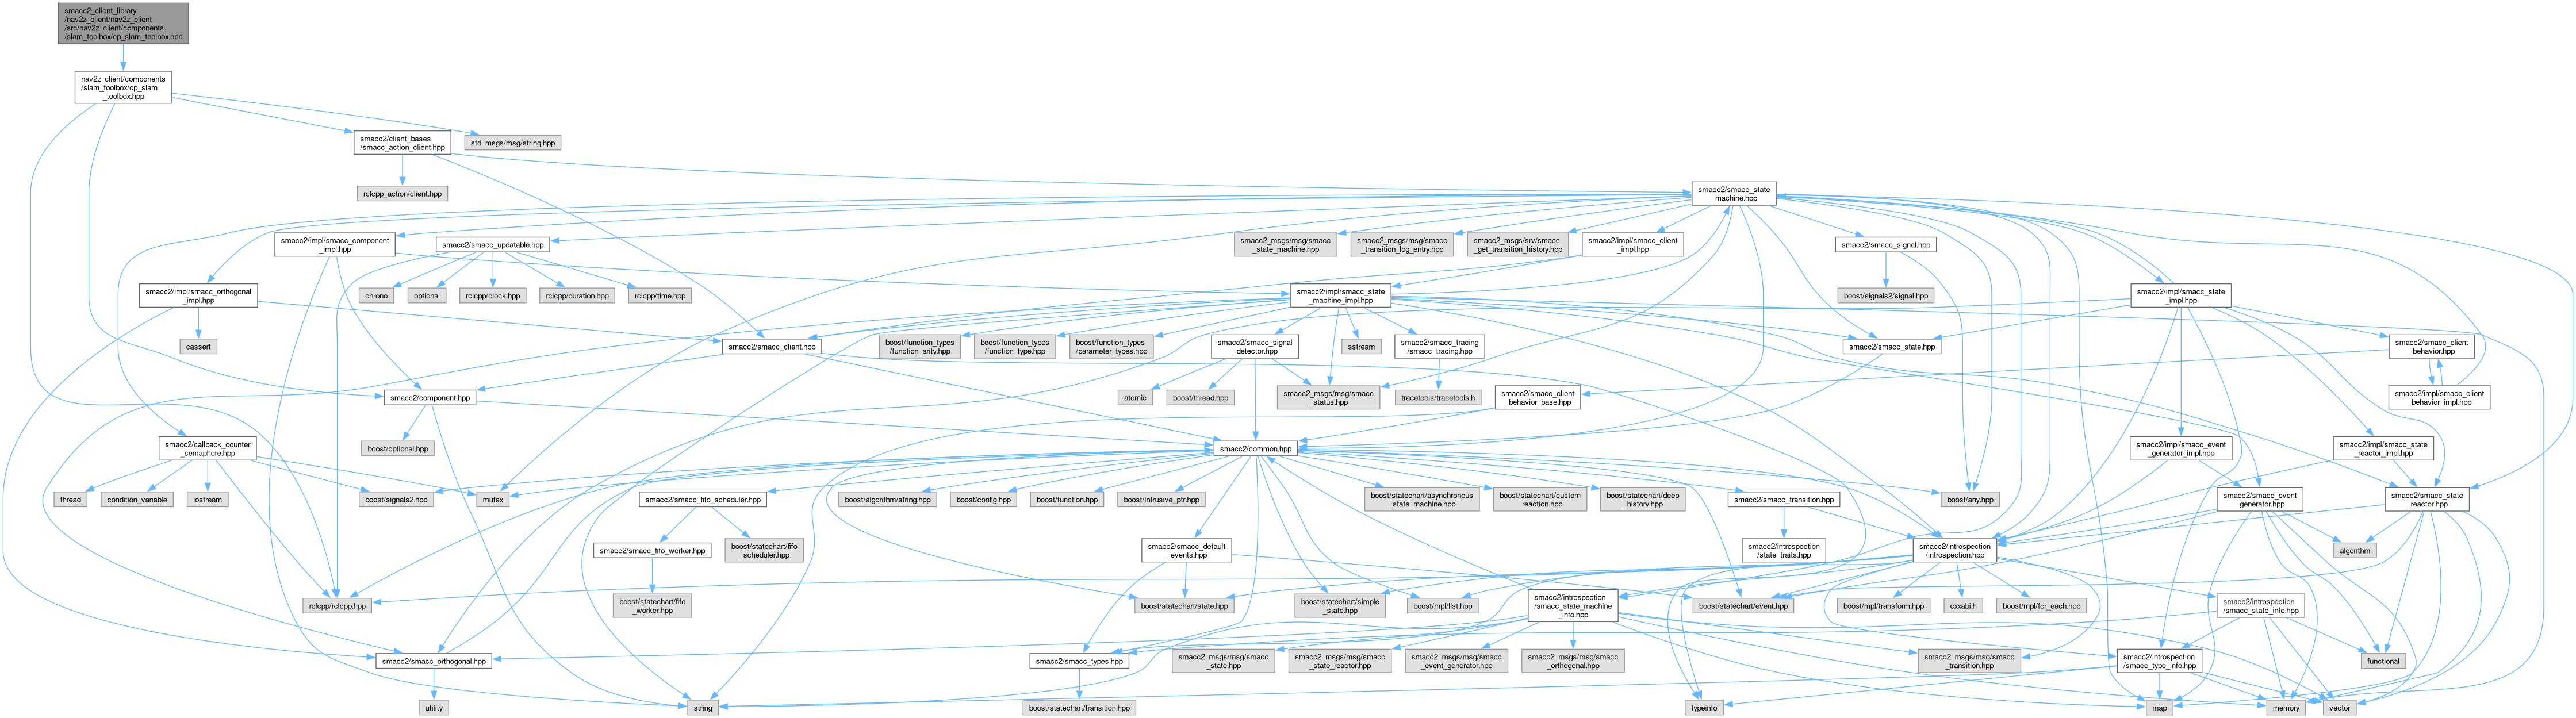 smacc2_client_library
/nav2z_client/nav2z_client
/src/nav2z_client/components
/slam_toolbox/cp_slam_toolbox.cpp
nav2z_client/components
/slam_toolbox/cp_slam
_toolbox.hpp
smacc2/client_bases
/smacc_action_client.hpp
std_msgs/msg/string.hpp
rclcpp_action/client.hpp
smacc2/smacc_state
_machine.hpp
smacc2/impl/smacc_component
_impl.hpp
smacc2/smacc_updatable.hpp
smacc2_msgs/msg/smacc
_state_machine.hpp
smacc2_msgs/msg/smacc
_transition_log_entry.hpp
smacc2_msgs/srv/smacc
_get_transition_history.hpp
smacc2/impl/smacc_client
_impl.hpp
smacc2/smacc_signal.hpp
smacc2/impl/smacc_orthogonal
_impl.hpp
chrono
optional
rclcpp/clock.hpp
rclcpp/duration.hpp
rclcpp/time.hpp
smacc2/impl/smacc_state
_machine_impl.hpp
boost/signals2/signal.hpp
smacc2/impl/smacc_state
_impl.hpp
cassert
smacc2/smacc_client.hpp
boost/function_types
/function_arity.hpp
boost/function_types
/function_type.hpp
boost/function_types
/parameter_types.hpp
smacc2/smacc_signal
_detector.hpp
sstream
smacc2/smacc_tracing
/smacc_tracing.hpp
smacc2/smacc_state.hpp
smacc2/smacc_client
_behavior.hpp
smacc2/component.hpp
atomic
boost/thread.hpp
smacc2_msgs/msg/smacc
_status.hpp
tracetools/tracetools.h
smacc2/smacc_client
_behavior_base.hpp
smacc2/impl/smacc_client
_behavior_impl.hpp
smacc2/callback_counter
_semaphore.hpp
boost/optional.hpp
smacc2/common.hpp
smacc2/impl/smacc_event
_generator_impl.hpp
smacc2/impl/smacc_state
_reactor_impl.hpp
thread
condition_variable
iostream
boost/signals2.hpp
mutex
smacc2/smacc_fifo_scheduler.hpp
boost/algorithm/string.hpp
boost/config.hpp
boost/function.hpp
boost/intrusive_ptr.hpp
boost/statechart/asynchronous
_state_machine.hpp
boost/statechart/custom
_reaction.hpp
boost/statechart/deep
_history.hpp
smacc2/smacc_transition.hpp
boost/any.hpp
smacc2/smacc_event
_generator.hpp
smacc2/smacc_state
_reactor.hpp
smacc2/smacc_fifo_worker.hpp
boost/statechart/fifo
_scheduler.hpp
smacc2/smacc_default
_events.hpp
smacc2/introspection
/state_traits.hpp
smacc2/introspection
/introspection.hpp
algorithm
rclcpp/rclcpp.hpp
boost/statechart/fifo
_worker.hpp
boost/statechart/state.hpp
boost/statechart/simple
_state.hpp
boost/mpl/list.hpp
smacc2/introspection
/smacc_state_machine
_info.hpp
boost/statechart/event.hpp
boost/mpl/transform.hpp
cxxabi.h
boost/mpl/for_each.hpp
smacc2/introspection
/smacc_state_info.hpp
smacc2/smacc_orthogonal.hpp
smacc2/smacc_types.hpp
smacc2_msgs/msg/smacc
_state.hpp
smacc2_msgs/msg/smacc
_state_reactor.hpp
smacc2_msgs/msg/smacc
_event_generator.hpp
smacc2_msgs/msg/smacc
_orthogonal.hpp
smacc2_msgs/msg/smacc
_transition.hpp
smacc2/introspection
/smacc_type_info.hpp
functional
utility
string
boost/statechart/transition.hpp
typeinfo
map
memory
vector